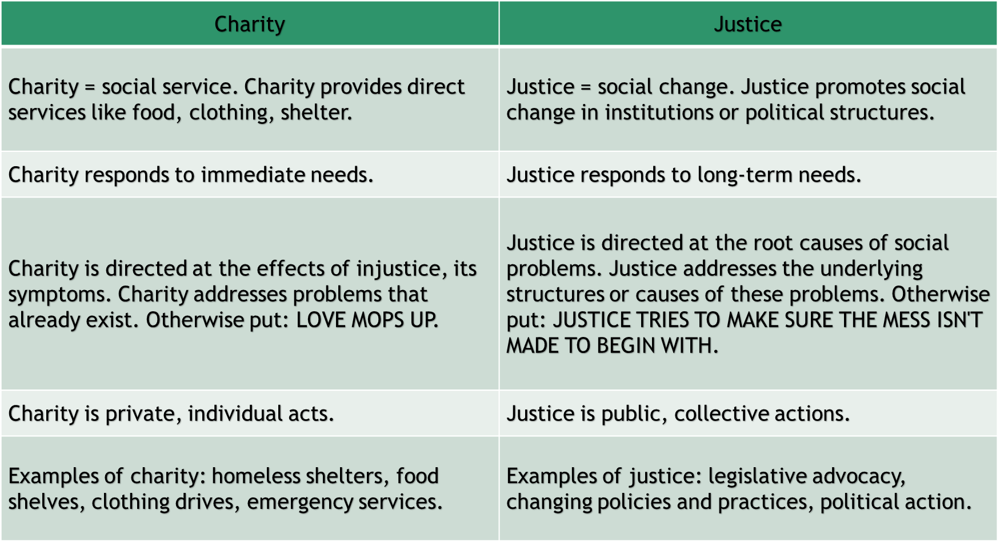 Charity
Justice
Charity = social service. Charity provides direct
services like food, clothing, shelter.
Justice = social change. Justice promotes social
change in institutions or political structures.
Charity responds to immediate needs.
Justice responds to long-term needs.
Charity is directed at the effects of injustice, its
symptoms. Charity addresses problems that
already exist. Otherwise put: LOVE MOPS UP.
Justice is directed at the root causes of social
problems. Justice addresses the underlying
structures or causes of these problems. Otherwise
put: JUSTICE TRIES TO MAKE SURE THE MESS ISN'T
MADE TO BEGIN WITH.
Charity is private, individual acts.
Justice is public, collective actions.
Examples of charity: homeless shelters, food
shelves, clothing drives, emergency services.
Examples of justice: legislative advocacy,
changing policies and practices, political action.